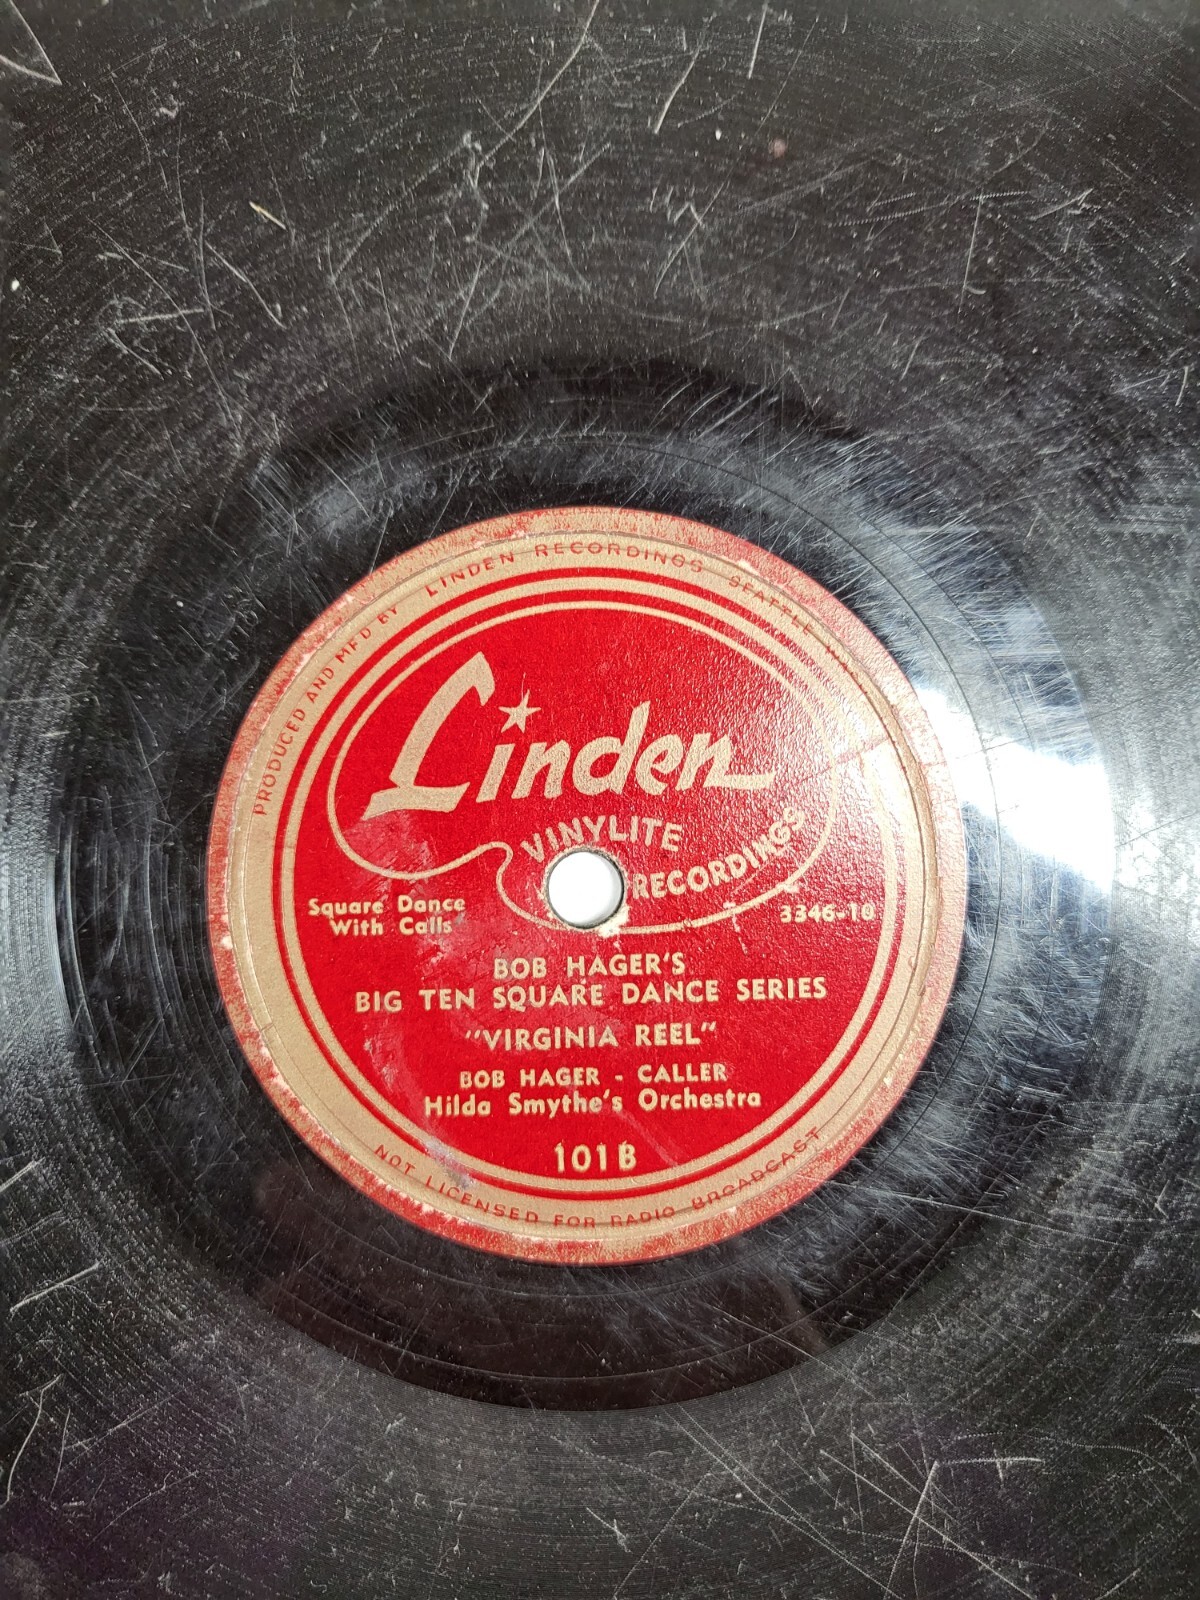 PRODUCED AND MFD BY LINDEN RECORDINGS SEATTLE
Linden
VINYLITE
RECORDINGS
Square Dance
With Calls
3346-10
BOB HAGER'S
BIG TEN SQUARE DANCE SERIES
"VIRGINIA REEL"
BOB HAGER - CALLER
Hilda Smythe's Orchestra
101B
NOT LICENSED FOR RADIO BROADCAST